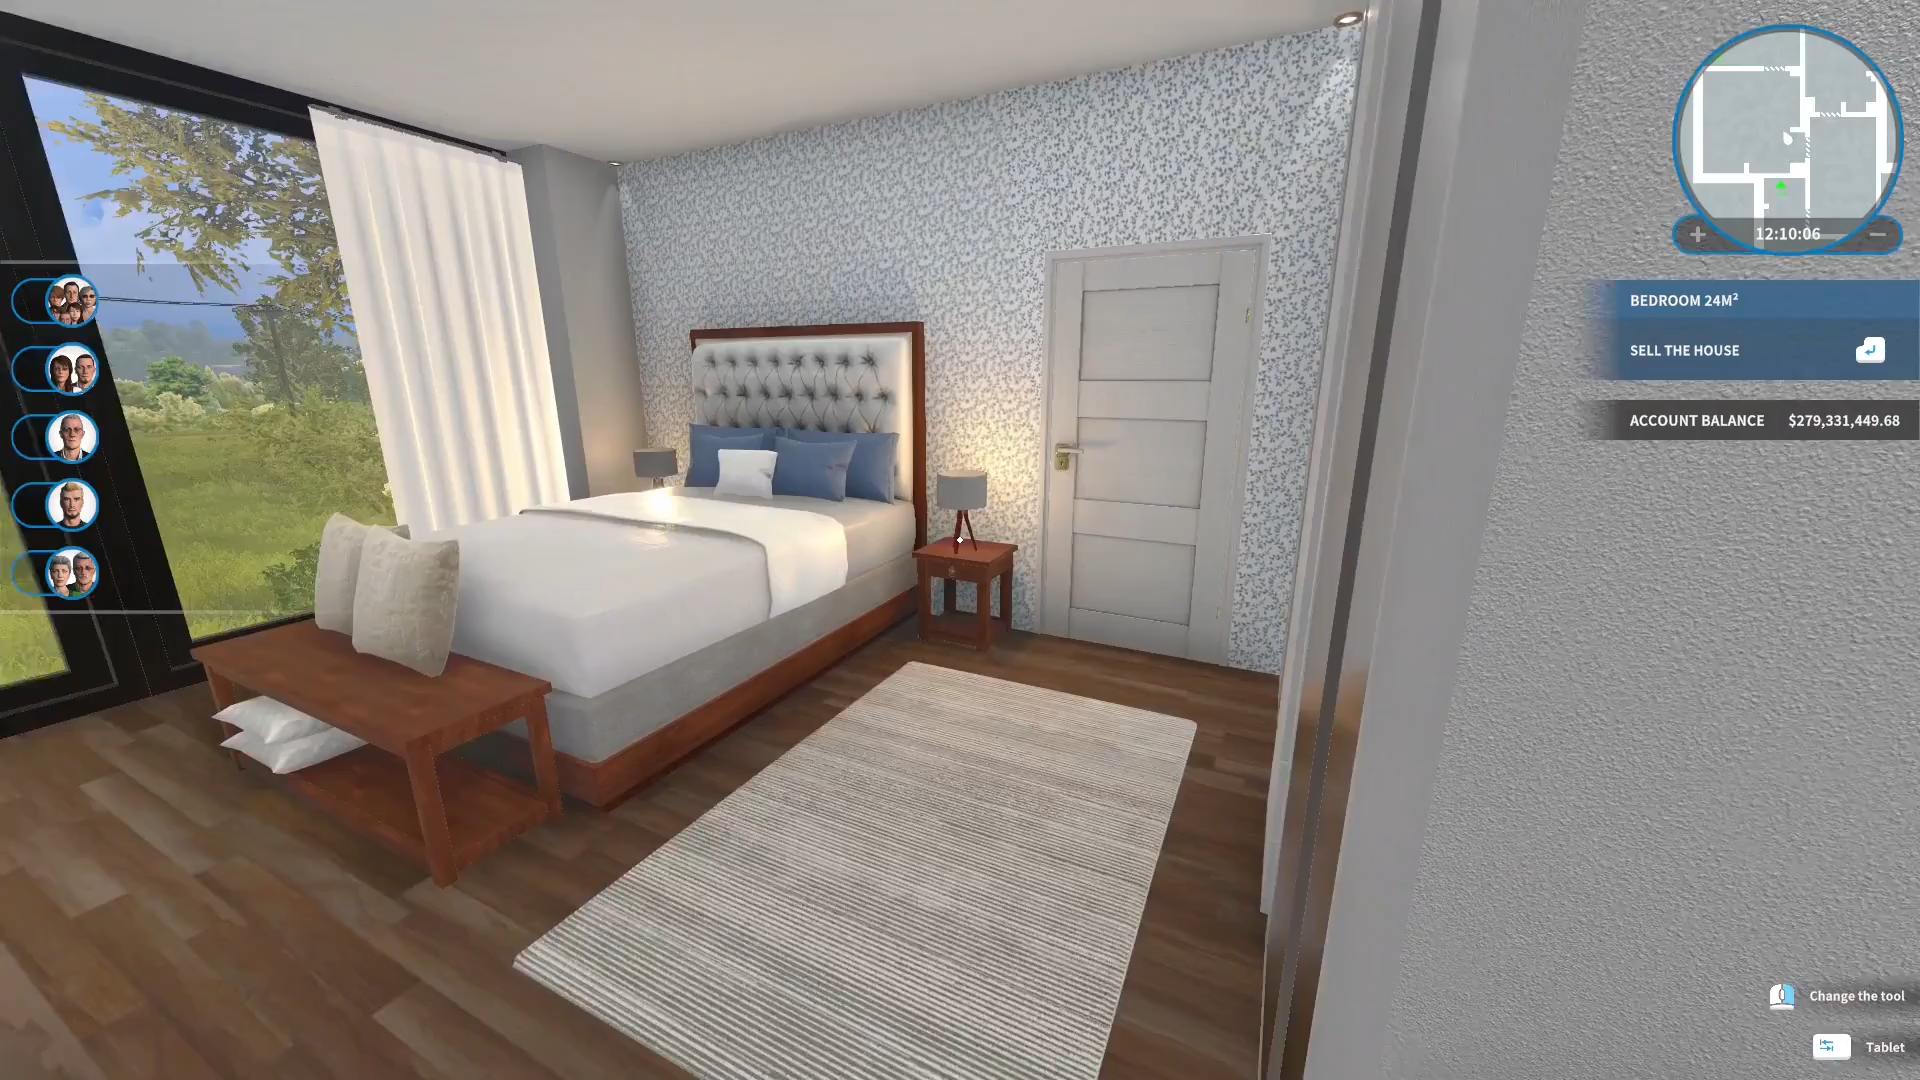 12:10:06
BEDROOM 24M²
SELL THE HOUSE
ACCOUNT BALANCE $279,331,449.68
Change the tool
Tablet